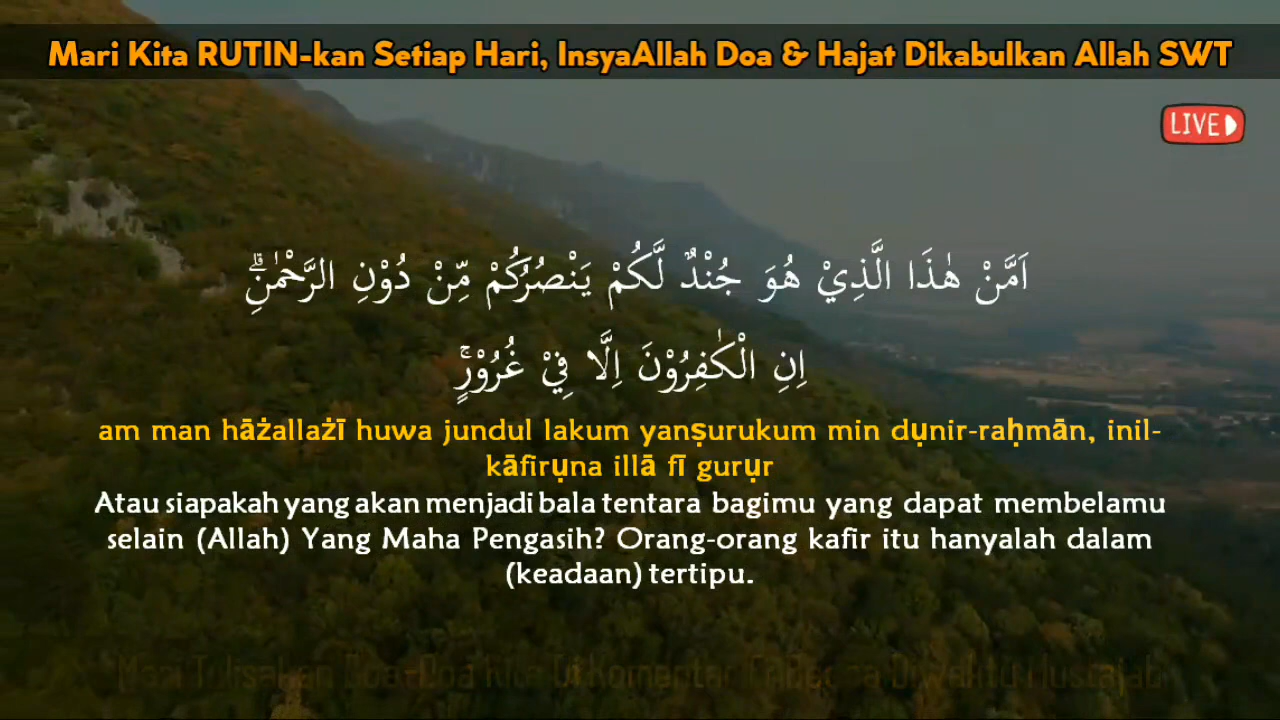 Mari Kita RUTIN-kan Setiap Hari, InsyaAllah Doa & Hajat Dikabulkan Allah SWT
LIVE
اَمَّنْ هٰذَا الَّذِيْ هُوَ جُنْدٌ لَّكُمْ يَنْصُرُكُمْ مِّنْ دُوْنِ الرَّحْمٰنِۗ
اِنِ الْكٰفِرُوْنَ اِلَّا فِيْ غُرُوْرٍۚ
am man hāżallażī huwa jundul lakum yanṣurukum min dụnir-raḥmān, inil-
kāfirụna illā fī gurụr
Atau siapakah yang akan menjadi bala tentara bagimu yang dapat membelamu
selain (Allah) Yang Maha Pengasih? Orang-orang kafir itu hanyalah dalam
(keadaan) tertipu.